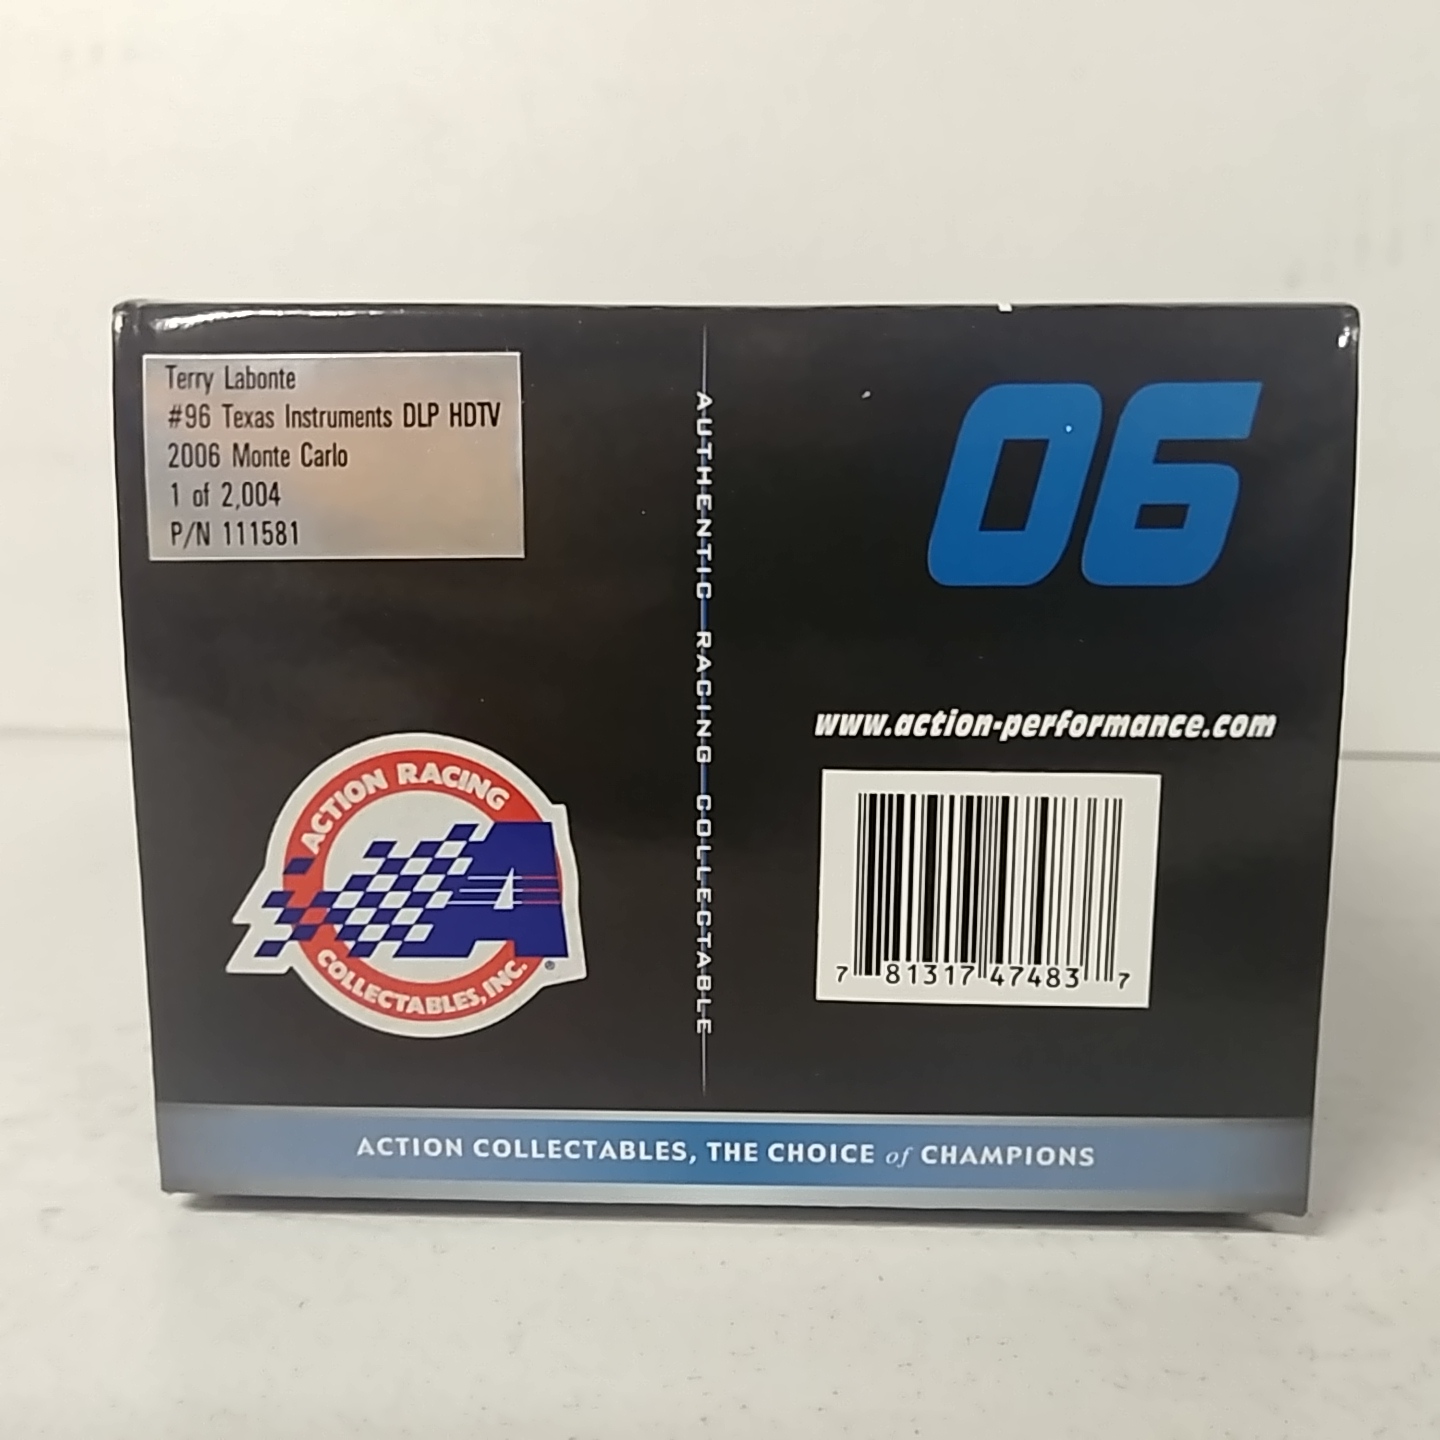 Terry Labonte
#96 Texas Instruments DLP HDTV
2006 Monte Carlo
1 of 2,004
P/N 111581
ACTION RACING
COLLECTABLES, INC.
®
AUTHENTIC RACING COLLECTABLE
06
www.action-performance.com
7 81317 47483 7
ACTION COLLECTABLES, THE CHOICE of CHAMPIONS